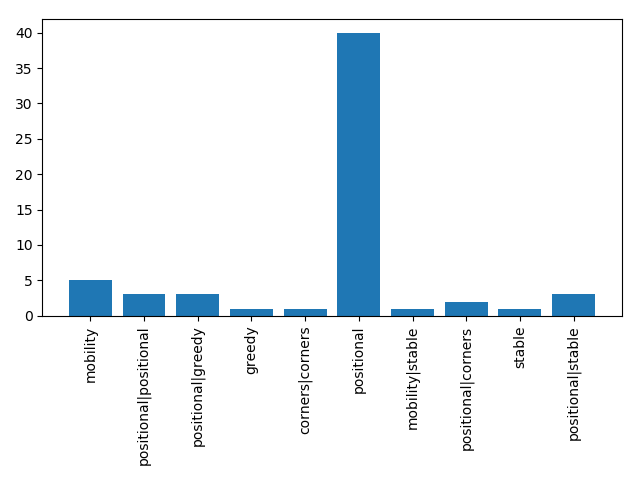 40
35
30
25
20
15
10
5
0
mobility
positional|positional
positional|greedy
greedy
corners|corners
positional
mobility|stable
positional|corners
stable
positional|stable